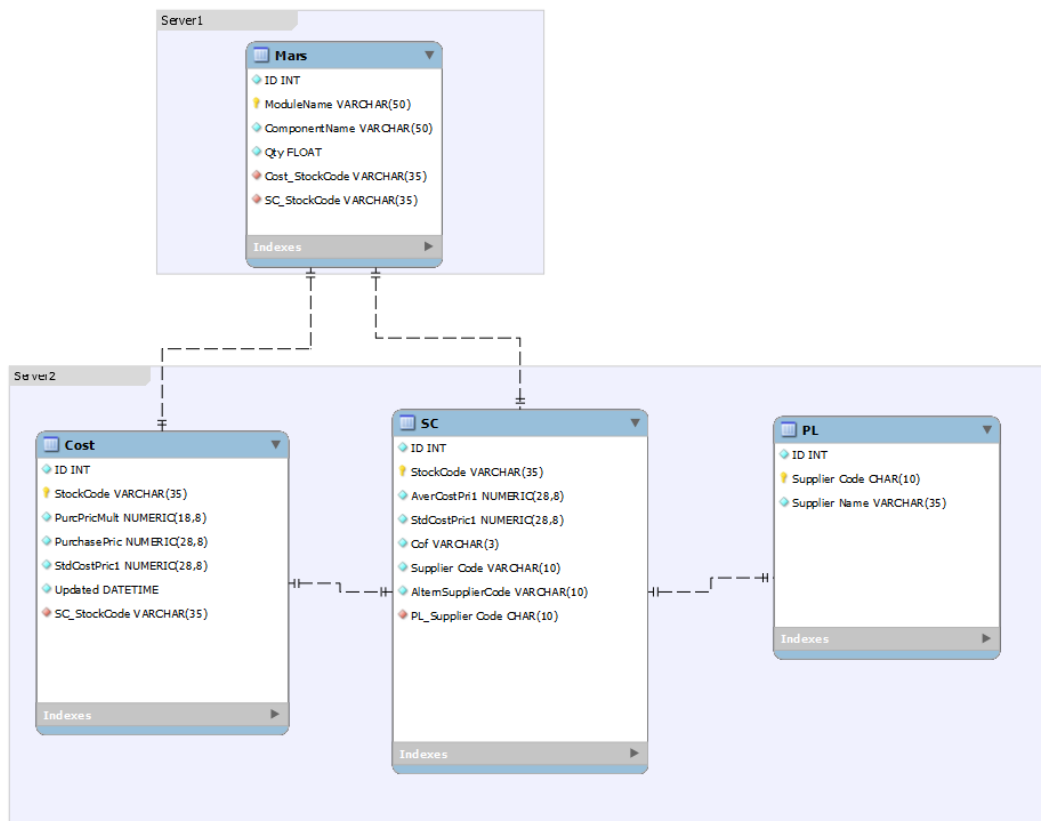 Server1
Mars
ID INT
ModuleName VARCHAR(50)
ComponentName VARCHAR(50)
Qty FLOAT
Cost_StockCode VARCHAR(35)
SC_StockCode VARCHAR(35)
Indexes
Server2
Cost
ID INT
StockCode VARCHAR(35)
PurcPricMult NUMERIC(18,8)
PurchasePric NUMERIC(28,8)
StdCostPric1 NUMERIC(28,8)
Updated DATETIME
SC_StockCode VARCHAR(35)
Indexes
SC
ID INT
StockCode VARCHAR(35)
AverCostPri1 NUMERIC(28,8)
StdCostPric1 NUMERIC(28,8)
Cof VARCHAR(3)
Supplier Code VARCHAR(10)
AlternSupplierCode VARCHAR(10)
PL_Supplier Code CHAR(10)
Indexes
PL
ID INT
Supplier Code CHAR(10)
Supplier Name VARCHAR(35)
Indexes